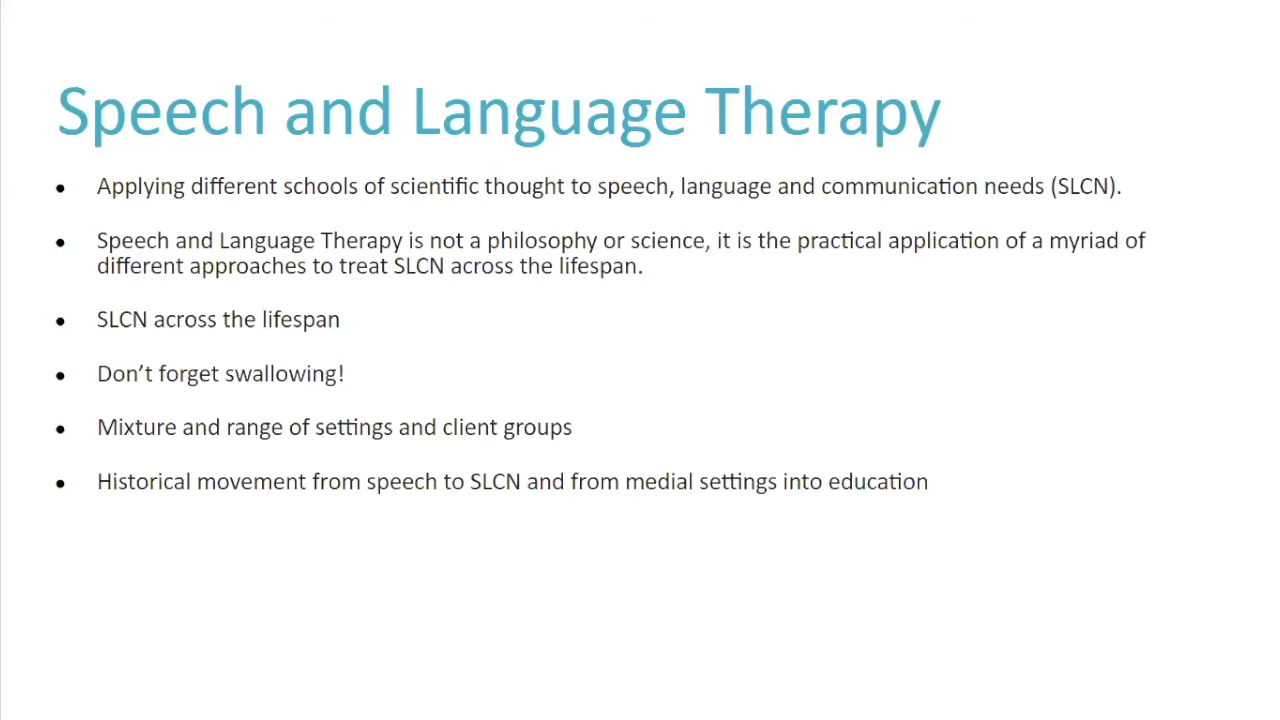 Speech and Language Therapy
• Applying different schools of scientific thought to speech, language and communication needs (SLCN).
• Speech and Language Therapy is not a philosophy or science, it is the practical application of a myriad of
different approaches to treat SLCN across the lifespan.
• SLCN across the lifespan
• Don’t forget swallowing!
• Mixture and range of settings and client groups
• Historical movement from speech to SLCN and from medial settings into education